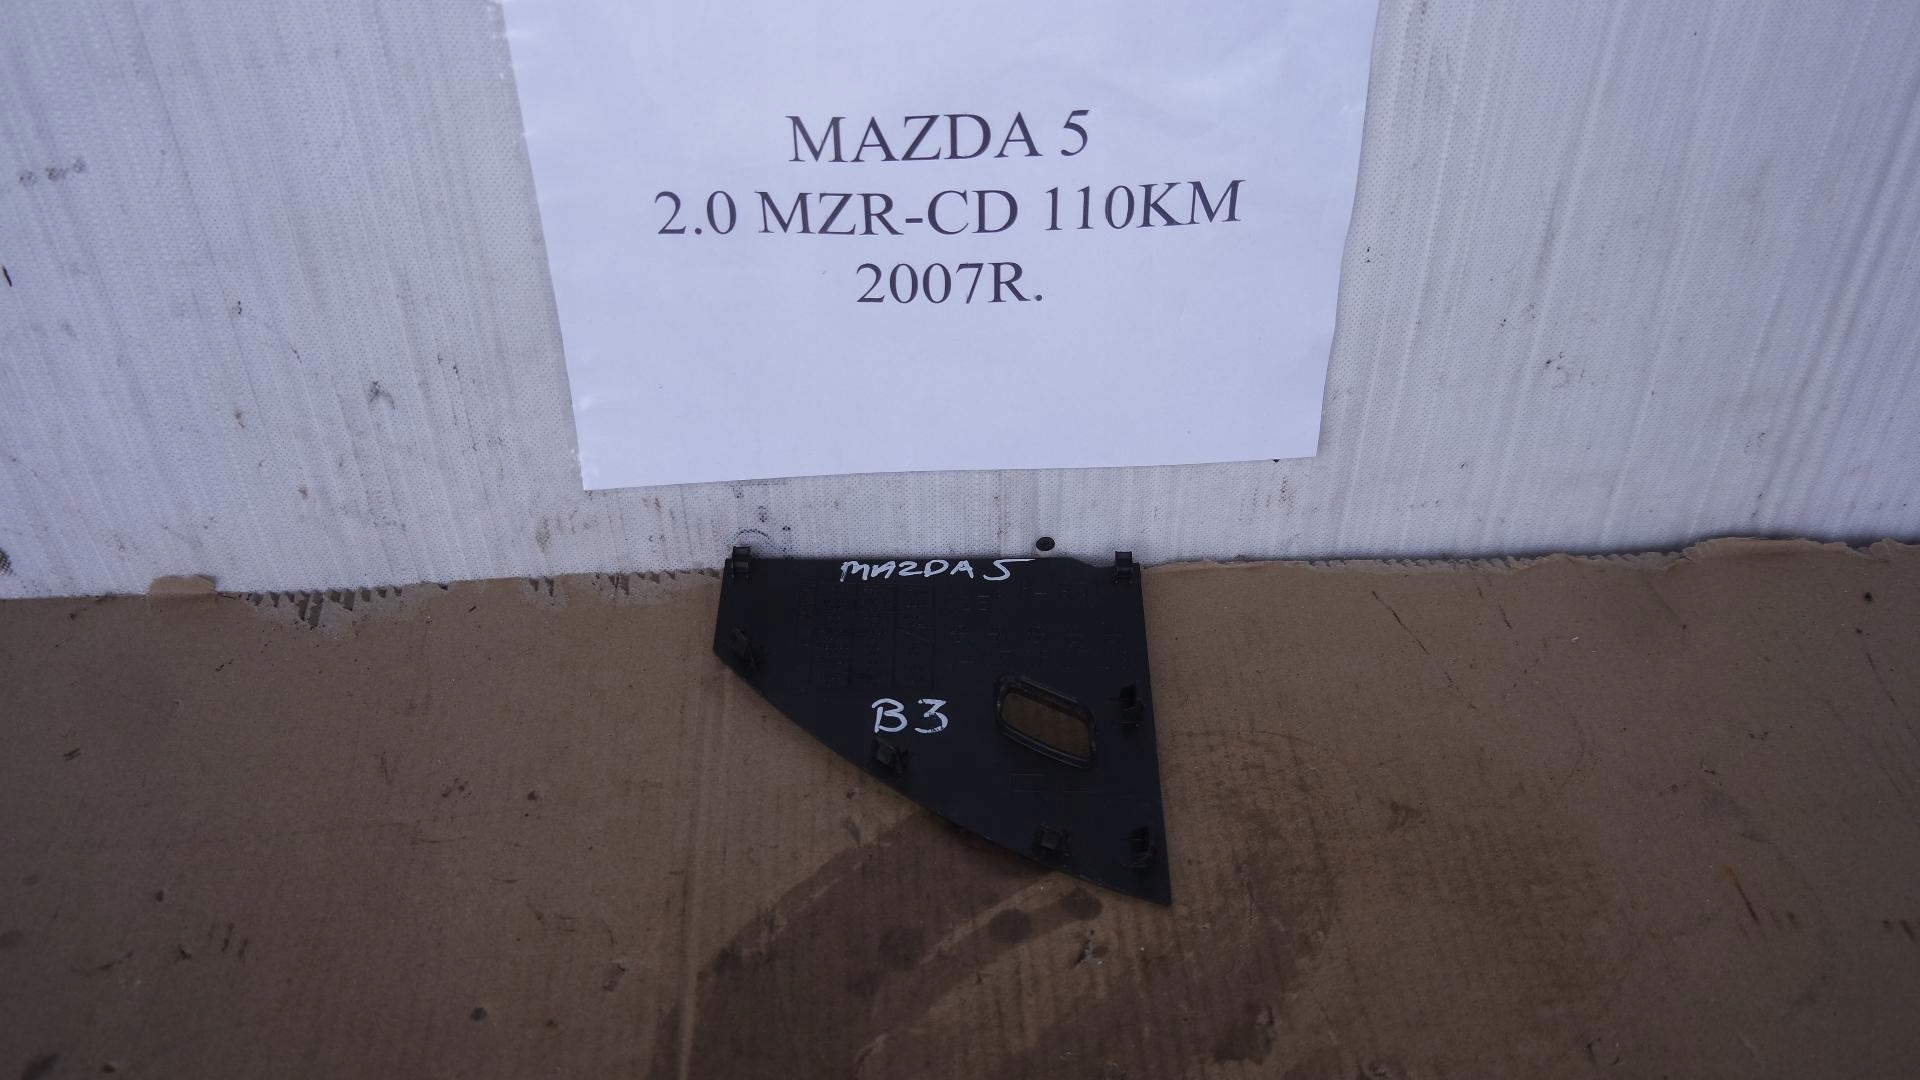 MAZDA 5
2.0 MZR-CD 110KM
2007R.
MAZDA 5
B3